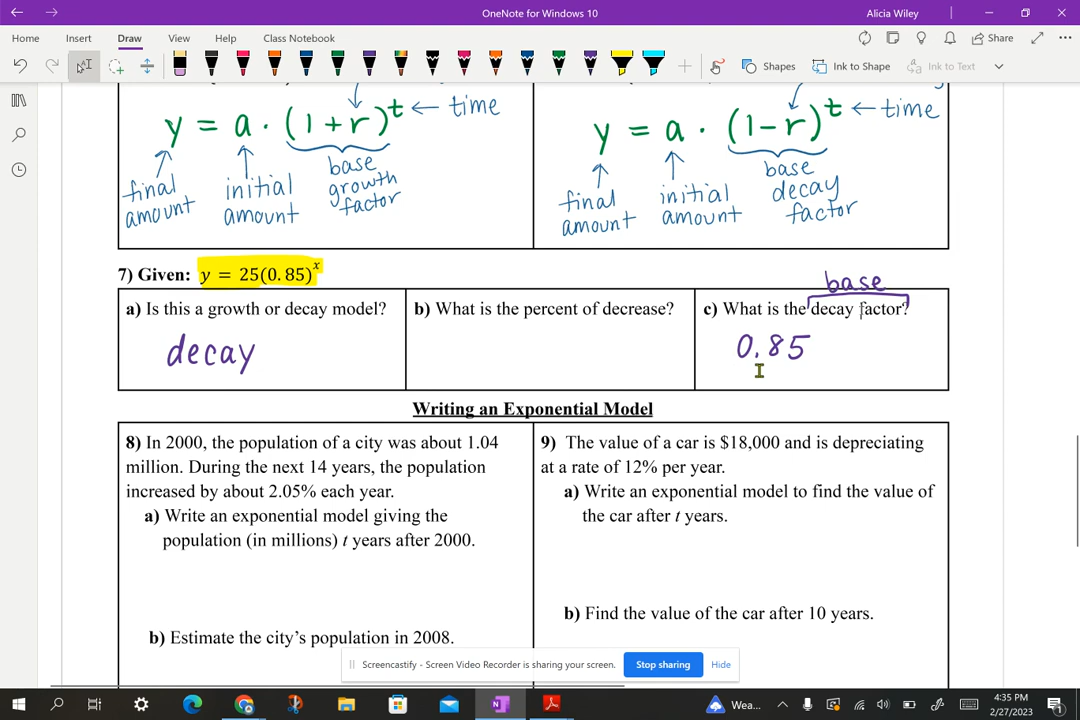 OneNote for Windows 10
Alicia Wiley
Home Insert Draw View Help Class Notebook
Share
Shapes
Ink to Shape
Ink to Text
y = a · (1 + r)^t ← time
final amount
initial amount
base growth factor
y = a · (1 − r)^t ← time
final amount
initial amount
base decay factor
7) Given: y = 25(0.85)^x
base
a) Is this a growth or decay model?
decay
b) What is the percent of decrease?
c) What is the decay factor?
0.85
Writing an Exponential Model
8) In 2000, the population of a city was about 1.04
million. During the next 14 years, the population
increased by about 2.05% each year.
a) Write an exponential model giving the
population (in millions) t years after 2000.
b) Estimate the city's population in 2008.
9) The value of a car is $18,000 and is depreciating
at a rate of 12% per year.
a) Write an exponential model to find the value of
the car after t years.
b) Find the value of the car after 10 years.
Screencastify - Screen Video Recorder is sharing your screen.
Stop sharing
Hide
Wea...
4:35 PM
2/27/2023